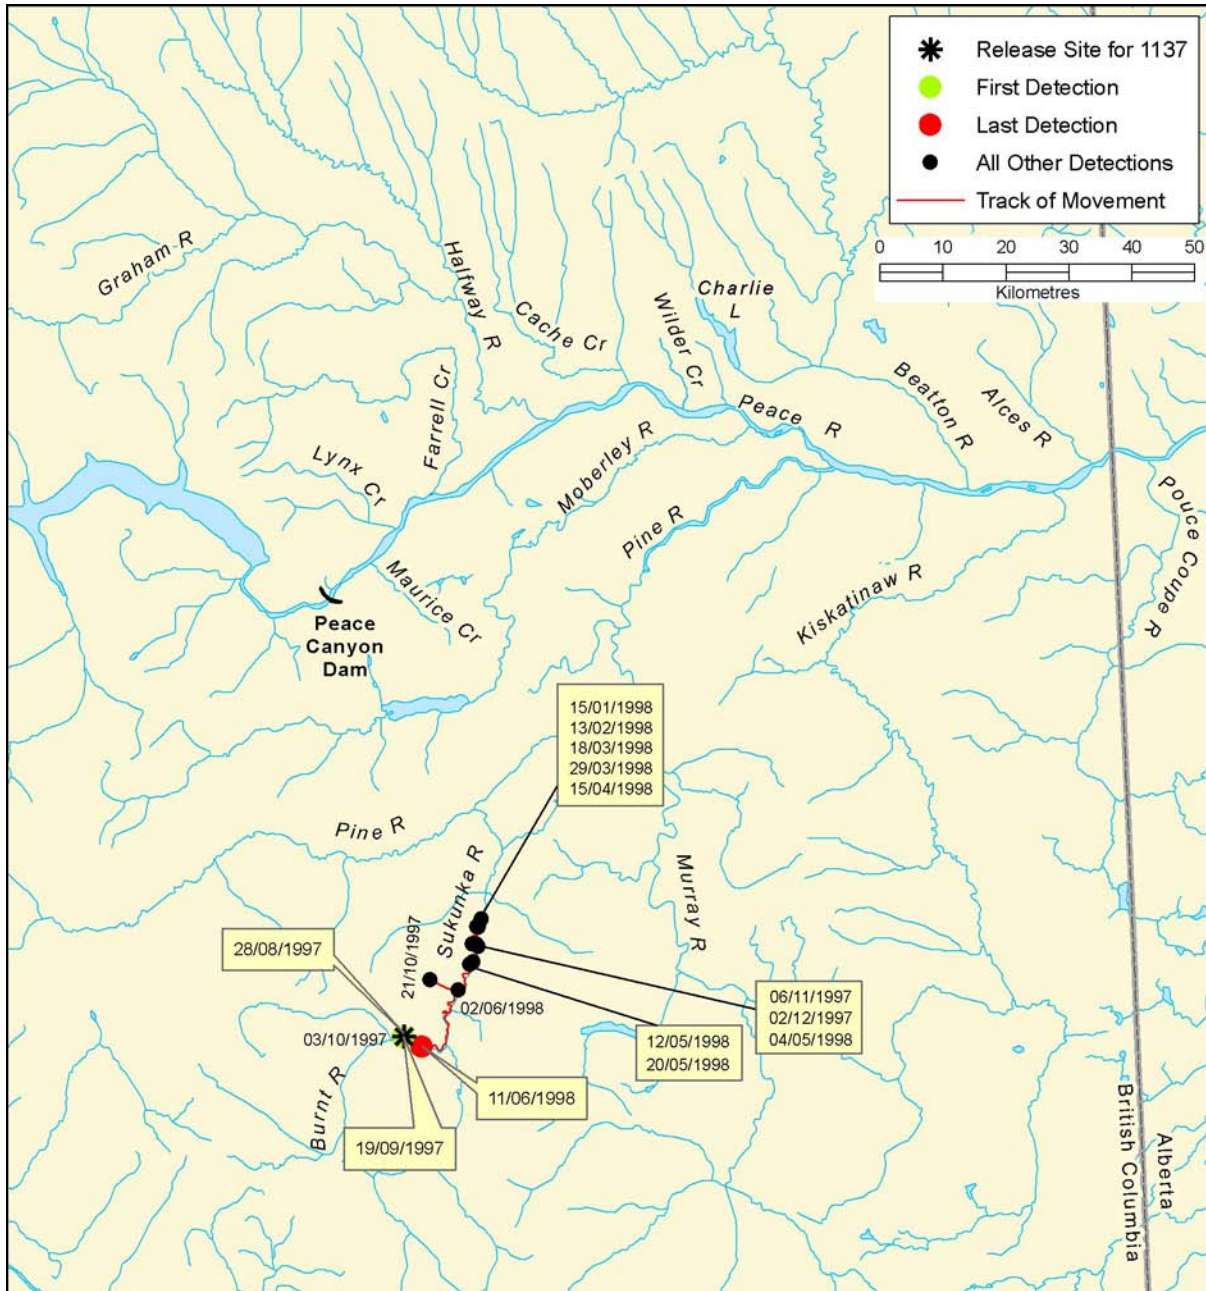 Release Site for 1137
First Detection
Last Detection
All Other Detections
Track of Movement
0 10 20 30 40 50
Kilometres
Graham R
Halfway R
Cache Cr
Wilder Cr
Charlie
L
Farrell Cr
Lynx Cr
Peace R
Beatton R
Alces R
Moberley R
Pine R
Pouce Coupe R
Kiskatinaw R
Maurice Cr
Peace
Canyon
Dam
15/01/1998
13/02/1998
18/03/1998
29/03/1998
15/04/1998
Pine R
Sukunka R
Murray R
28/08/1997
21/10/1997
02/06/1998
06/11/1997
02/12/1997
04/05/1998
12/05/1998
20/05/1998
03/10/1997
11/06/1998
Burnt R
19/09/1997
British Columbia
Alberta